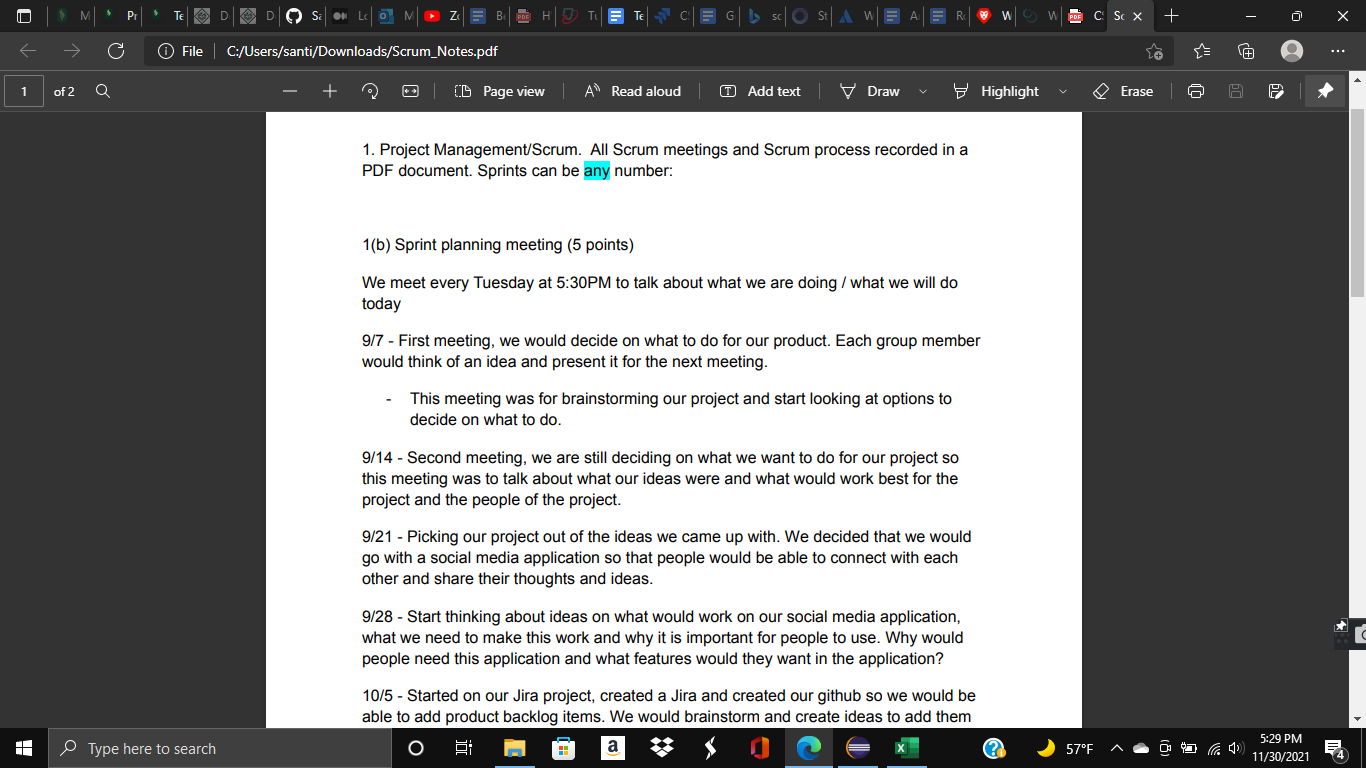 File C:/Users/santi/Downloads/Scrum_Notes.pdf
1 of 2 Page view Read aloud Add text Draw Highlight Erase
1. Project Management/Scrum.  All Scrum meetings and Scrum process recorded in a
PDF document. Sprints can be any number:
1(b) Sprint planning meeting (5 points)
We meet every Tuesday at 5:30PM to talk about what we are doing / what we will do
today
9/7 - First meeting, we would decide on what to do for our product. Each group member
would think of an idea and present it for the next meeting.
- This meeting was for brainstorming our project and start looking at options to
decide on what to do.
9/14 - Second meeting, we are still deciding on what we want to do for our project so
this meeting was to talk about what our ideas were and what would work best for the
project and the people of the project.
9/21 - Picking our project out of the ideas we came up with. We decided that we would
go with a social media application so that people would be able to connect with each
other and share their thoughts and ideas.
9/28 - Start thinking about ideas on what would work on our social media application,
what we need to make this work and why it is important for people to use. Why would
people need this application and what features would they want in the application?
10/5 - Started on our Jira project, created a Jira and created our github so we would be
able to add product backlog items. We would brainstorm and create ideas to add them
Type here to search
57°F
5:29 PM
11/30/2021
4